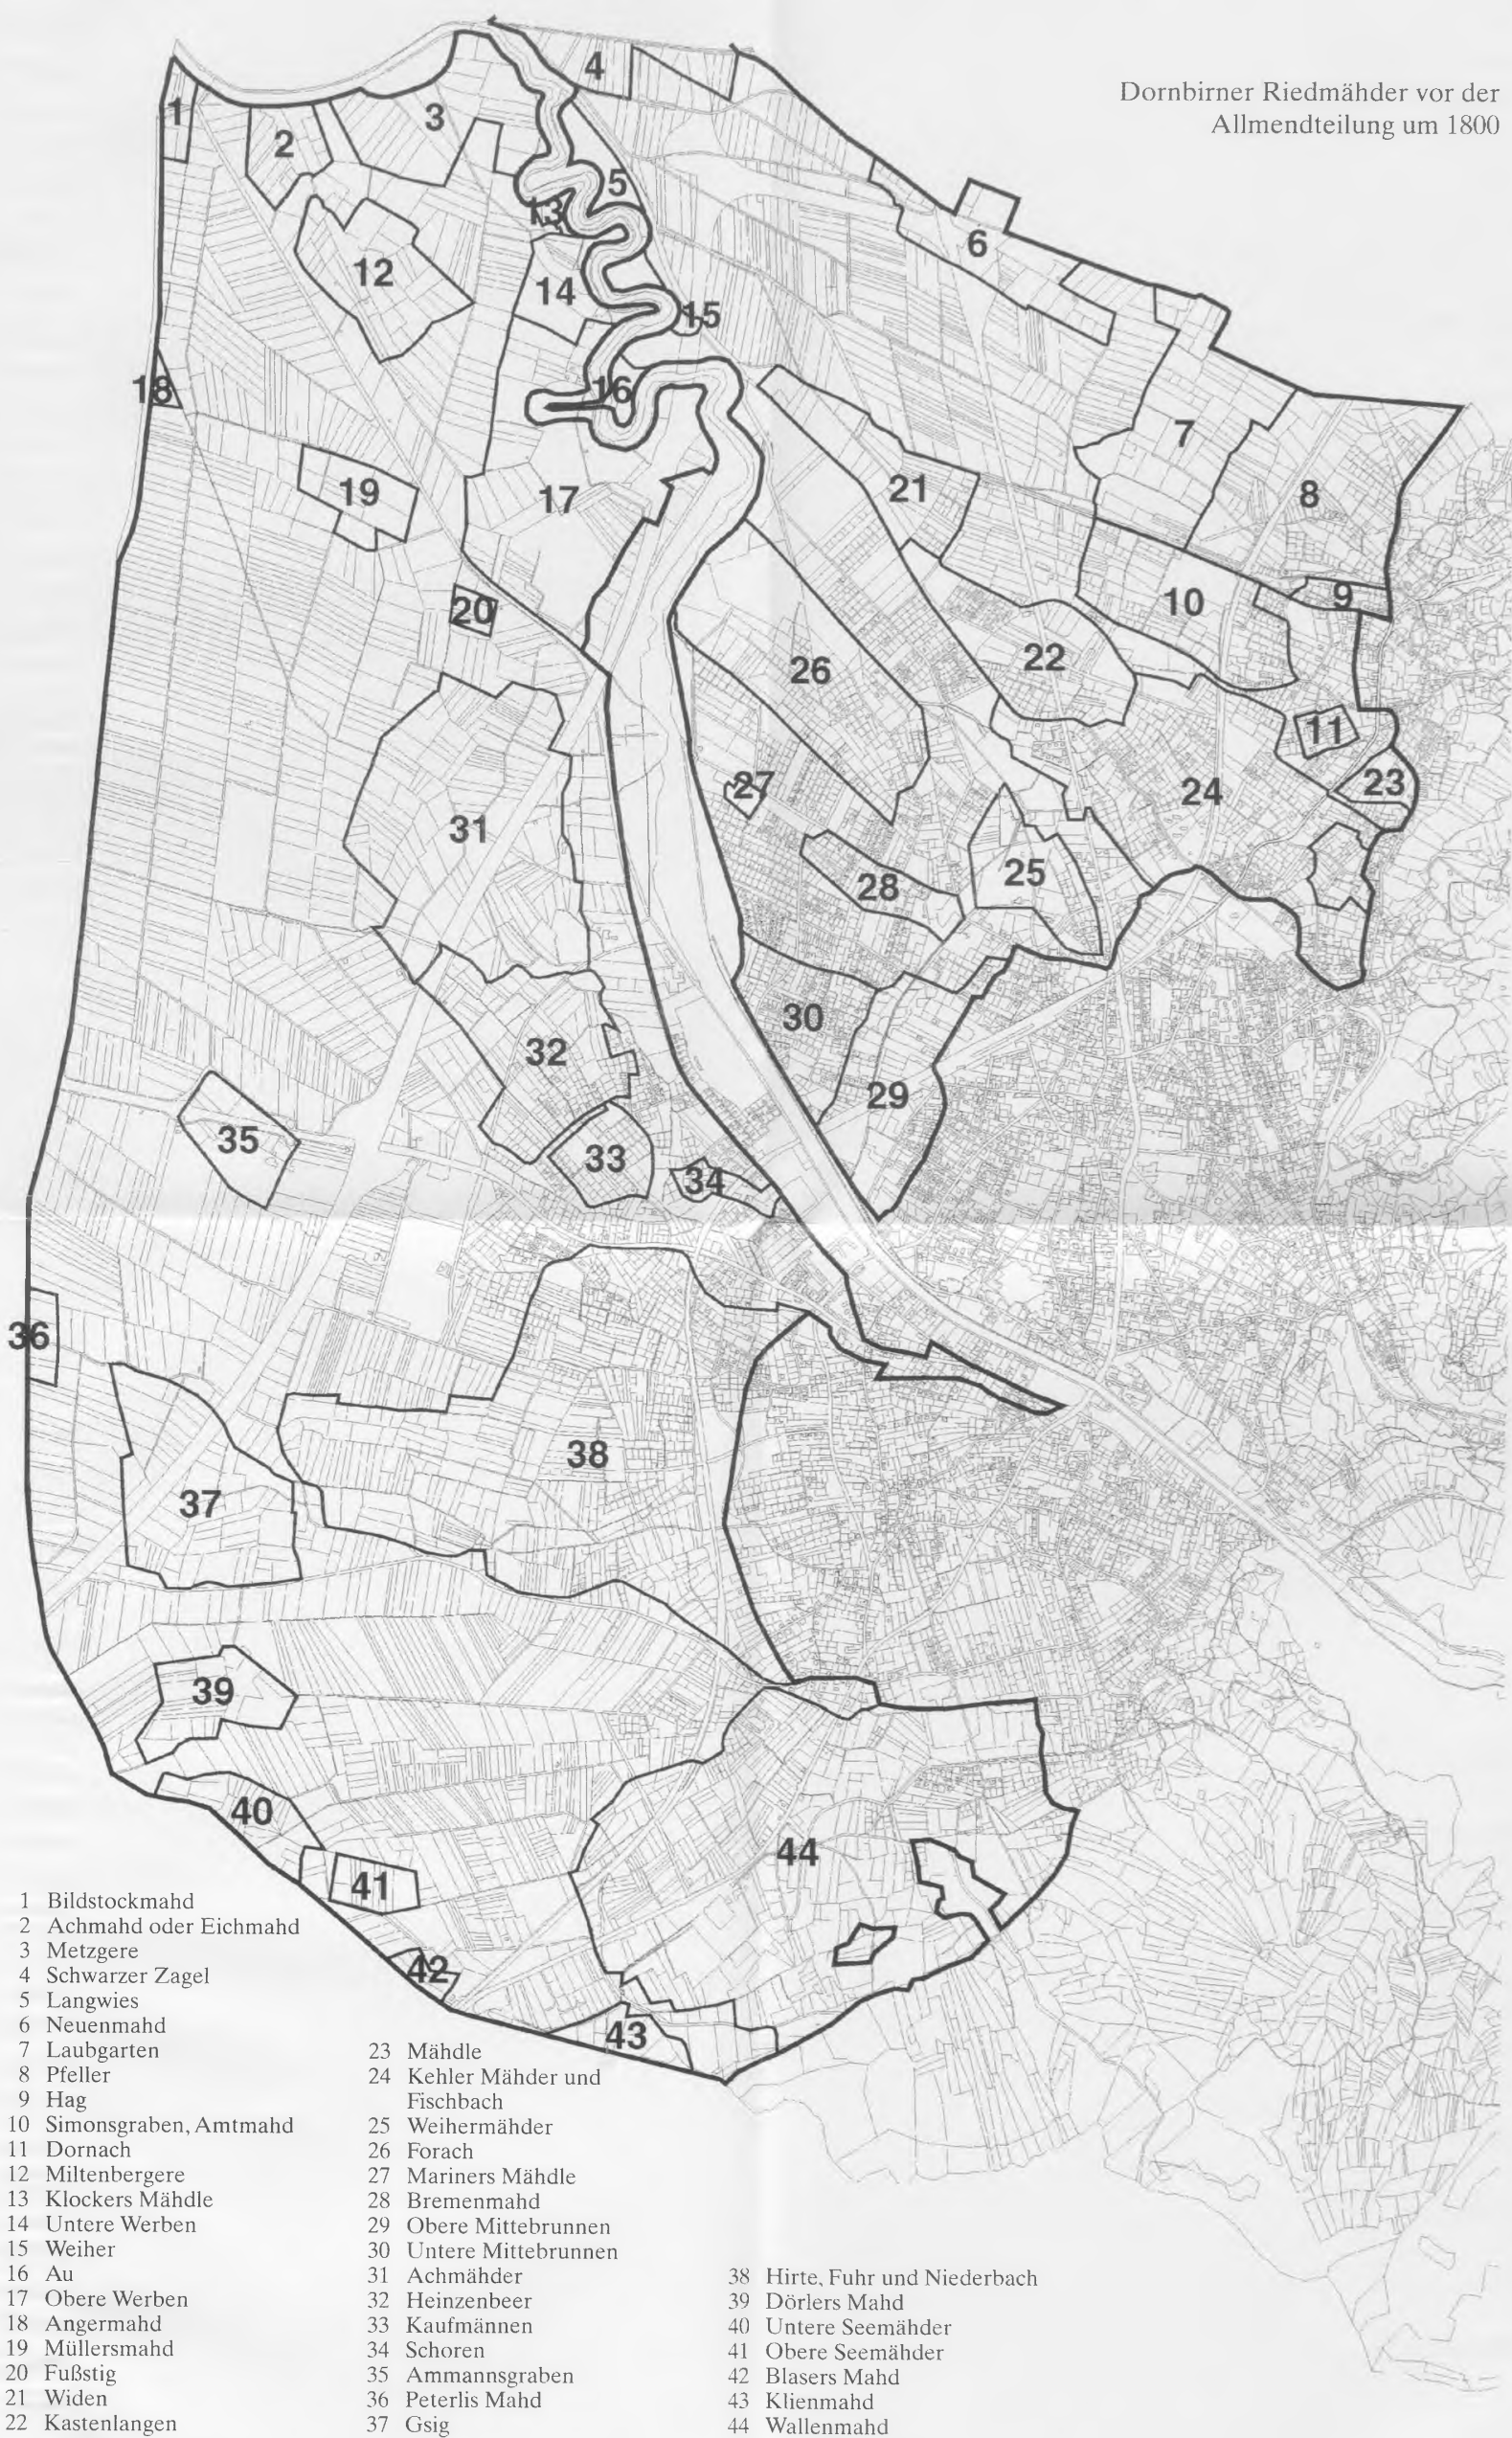 Dornbirner Riedmähder vor der
Allmendteilung um 1800
4
1
3
2
5
13
6
12
14
15
18
16
7
21
8
19
17
20
9
10
22
26
11
23
27
24
31
25
28
30
32
29
35
33
34
36
38
37
39
40
44
41
42
43
1 Bildstockmahd
2 Achmahd oder Eichmahd
3 Metzgere
4 Schwarzer Zagel
5 Langwies
6 Neuenmahd
7 Laubgarten
8 Pfeller
9 Hag
10 Simonsgraben, Amtmahd
11 Dornach
12 Miltenbergere
13 Klockers Mähdle
14 Untere Werben
15 Weiher
16 Au
17 Obere Werben
18 Angermahd
19 Müllersmahd
20 Fußstig
21 Widen
22 Kastenlangen
23 Mähdle
24 Kehler Mähder und
Fischbach
25 Weihermähder
26 Forach
27 Mariners Mähdle
28 Bremenmahd
29 Obere Mittebrunnen
30 Untere Mittebrunnen
31 Achmähder
32 Heinzenbeer
33 Kaufmännen
34 Schoren
35 Ammannsgraben
36 Peterlis Mahd
37 Gsig
38 Hirte, Fuhr und Niederbach
39 Dörlers Mahd
40 Untere Seemähder
41 Obere Seemähder
42 Blasers Mahd
43 Klienmahd
44 Wallenmahd